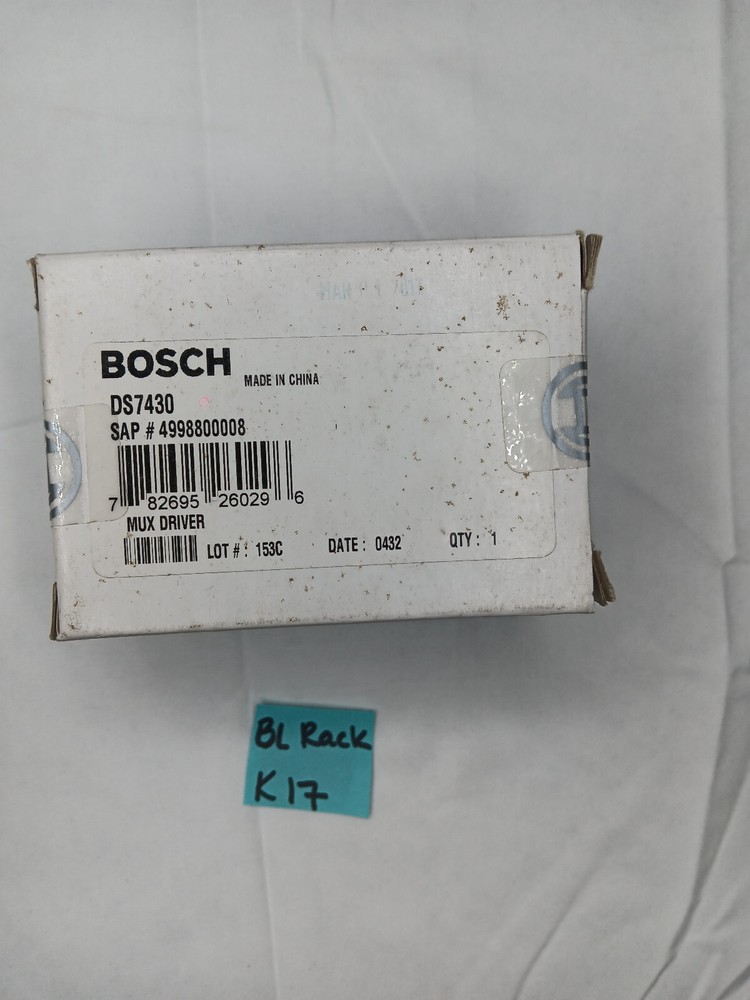 BOSCH MADE IN CHINA
DS7430
SAP # 4998800008
7 82695 26029 6
MUX DRIVER
LOT # : 153C DATE : 0432 QTY : 1
BL Rack
K17